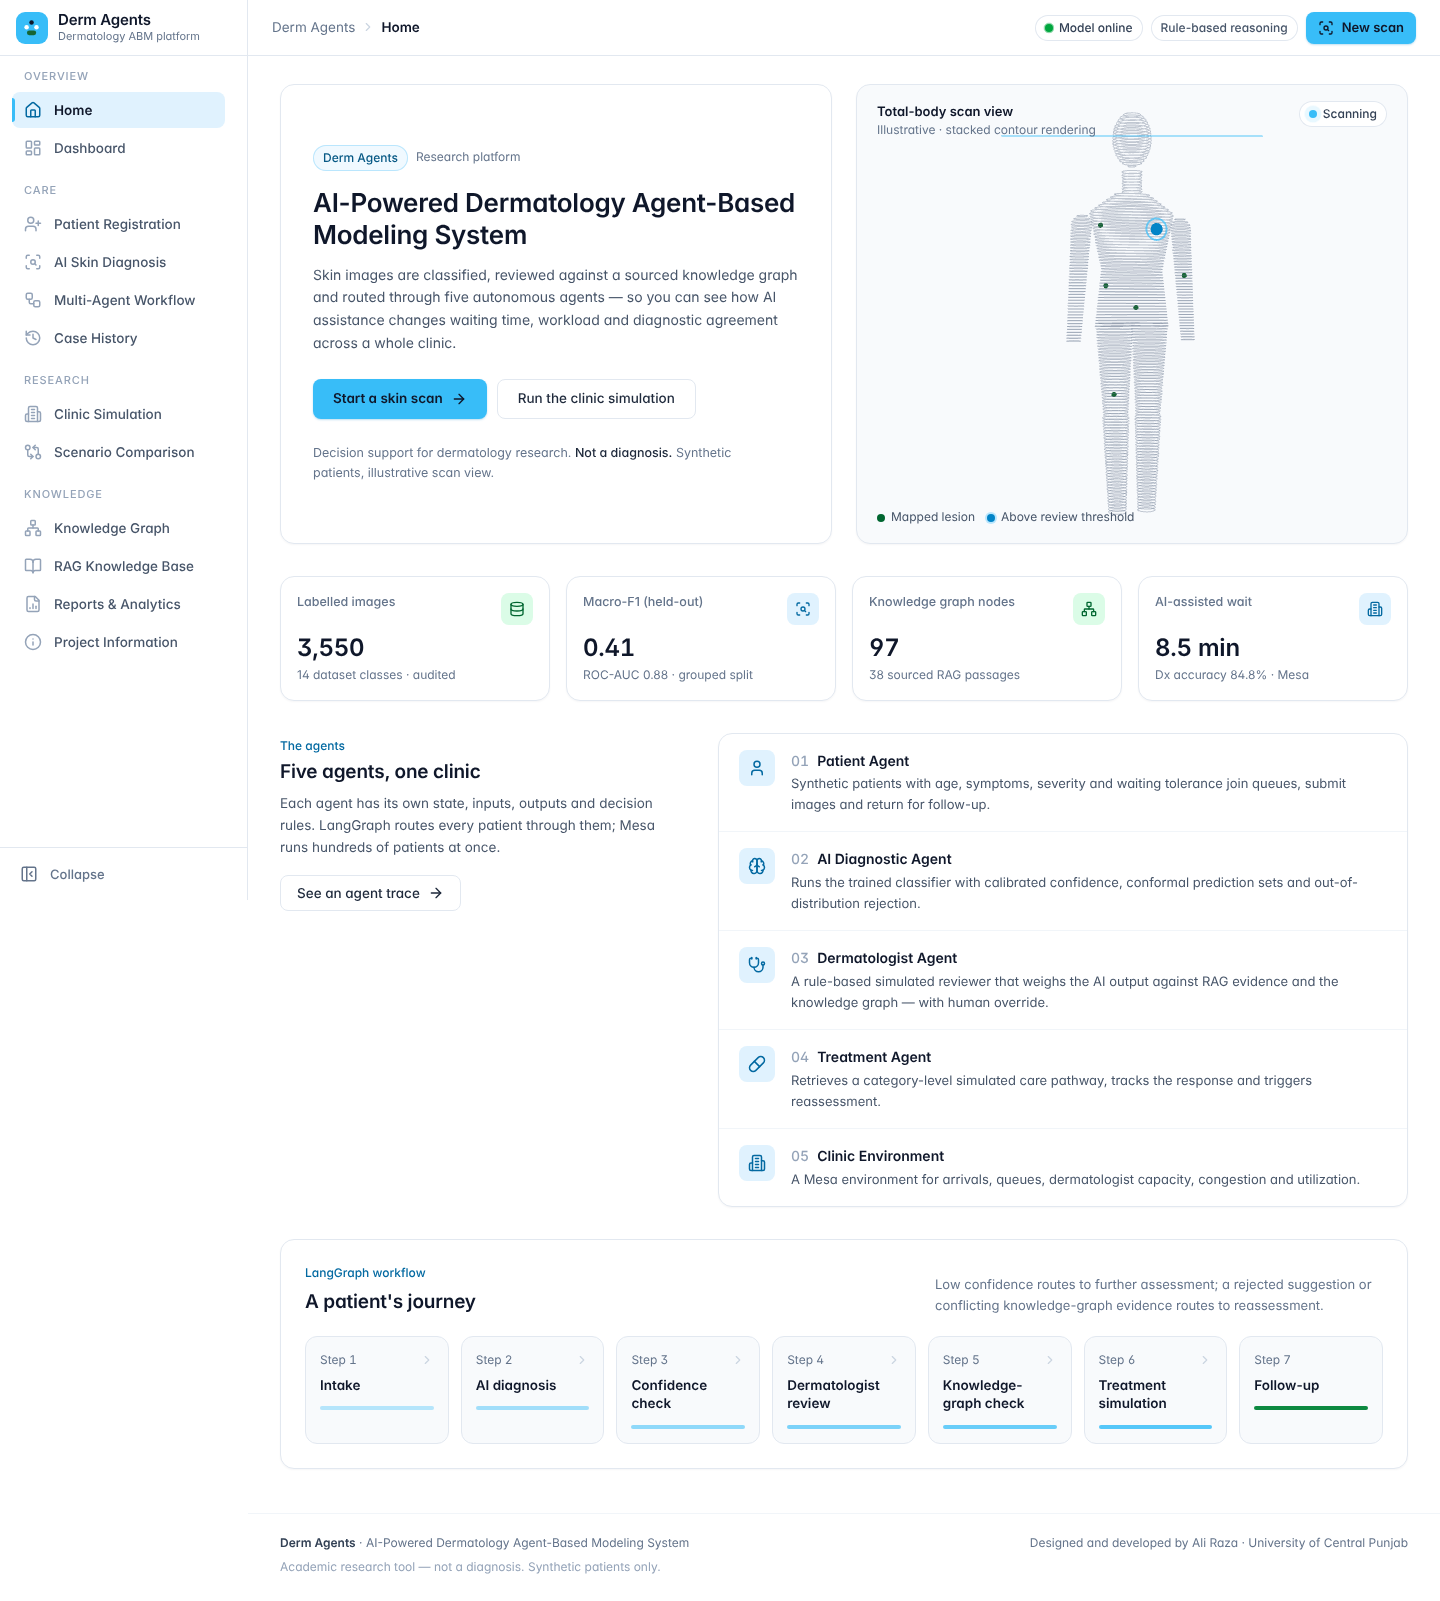 Derm Agents
Dermatology ABM platform
OVERVIEW
Home
Dashboard
CARE
Patient Registration
AI Skin Diagnosis
Multi-Agent Workflow
Case History
RESEARCH
Clinic Simulation
Scenario Comparison
KNOWLEDGE
Knowledge Graph
RAG Knowledge Base
Reports & Analytics
Project Information
Collapse
Derm Agents
Home
Model online
Rule-based reasoning
New scan
Derm Agents
Research platform
AI-Powered Dermatology Agent-Based
Modeling System
Skin images are classified, reviewed against a sourced knowledge graph
and routed through five autonomous agents — so you can see how AI
assistance changes waiting time, workload and diagnostic agreement
across a whole clinic.
Start a skin scan
Run the clinic simulation
Decision support for dermatology research. Not a diagnosis. Synthetic
patients, illustrative scan view.
Total-body scan view
Illustrative · stacked contour rendering
Scanning
Mapped lesion
Above review threshold
Labelled images
3,550
14 dataset classes · audited
Macro-F1 (held-out)
0.41
ROC-AUC 0.88 · grouped split
Knowledge graph nodes
97
38 sourced RAG passages
AI-assisted wait
8.5 min
Dx accuracy 84.8% · Mesa
The agents
Five agents, one clinic
Each agent has its own state, inputs, outputs and decision
rules. LangGraph routes every patient through them; Mesa
runs hundreds of patients at once.
See an agent trace
01 Patient Agent
Synthetic patients with age, symptoms, severity and waiting tolerance join queues, submit
images and return for follow-up.
02 AI Diagnostic Agent
Runs the trained classifier with calibrated confidence, conformal prediction sets and out-of-
distribution rejection.
03 Dermatologist Agent
A rule-based simulated reviewer that weighs the AI output against RAG evidence and the
knowledge graph — with human override.
04 Treatment Agent
Retrieves a category-level simulated care pathway, tracks the response and triggers
reassessment.
05 Clinic Environment
A Mesa environment for arrivals, queues, dermatologist capacity, congestion and utilization.
LangGraph workflow
A patient's journey
Low confidence routes to further assessment; a rejected suggestion or
conflicting knowledge-graph evidence routes to reassessment.
Step 1
Intake
Step 2
AI diagnosis
Step 3
Confidence
check
Step 4
Dermatologist
review
Step 5
Knowledge-
graph check
Step 6
Treatment
simulation
Step 7
Follow-up
Derm Agents · AI-Powered Dermatology Agent-Based Modeling System
Academic research tool — not a diagnosis. Synthetic patients only.
Designed and developed by Ali Raza · University of Central Punjab